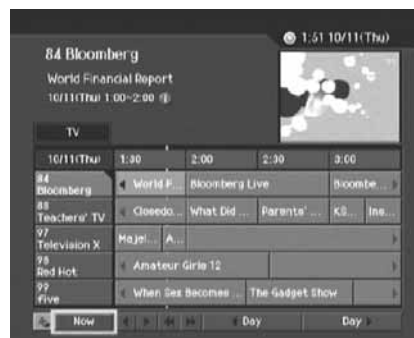 1:51 10/11(Thu)
84 Bloomberg
World Financial Report
10/11(Thu) 1:00~2:00
TV
10/11(Thu) 1:30 2:00 2:30 3:00
84 Bloomberg World F... Bloomberg Live Bloombe...
88 Teachers' TV Closedo... What Did ... Parents' ... KS... Ins...
97 Television X Majel... A...
98 Red Hot Amateur Girls 12
99 five When Sex Becomes ... The Gadget Show
Now Day Day